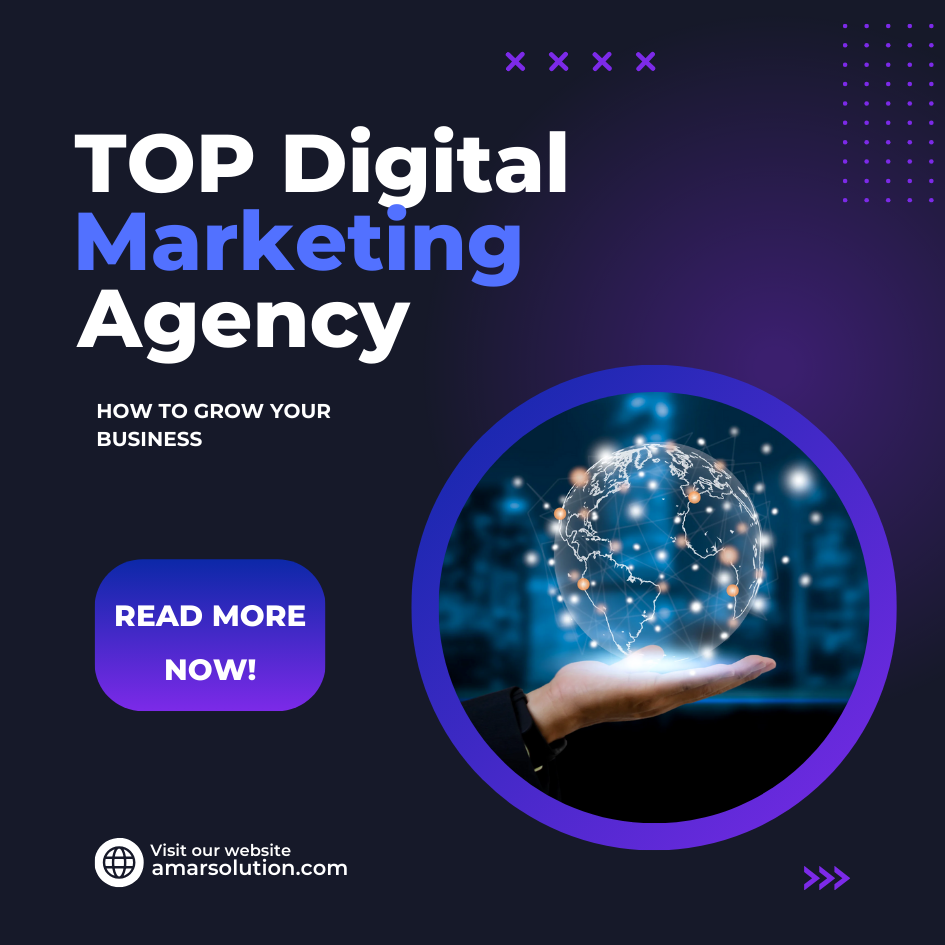 TOP Digital
Marketing
Agency
HOW TO GROW YOUR
BUSINESS
READ MORE
NOW!
Visit our website
amarsolution.com